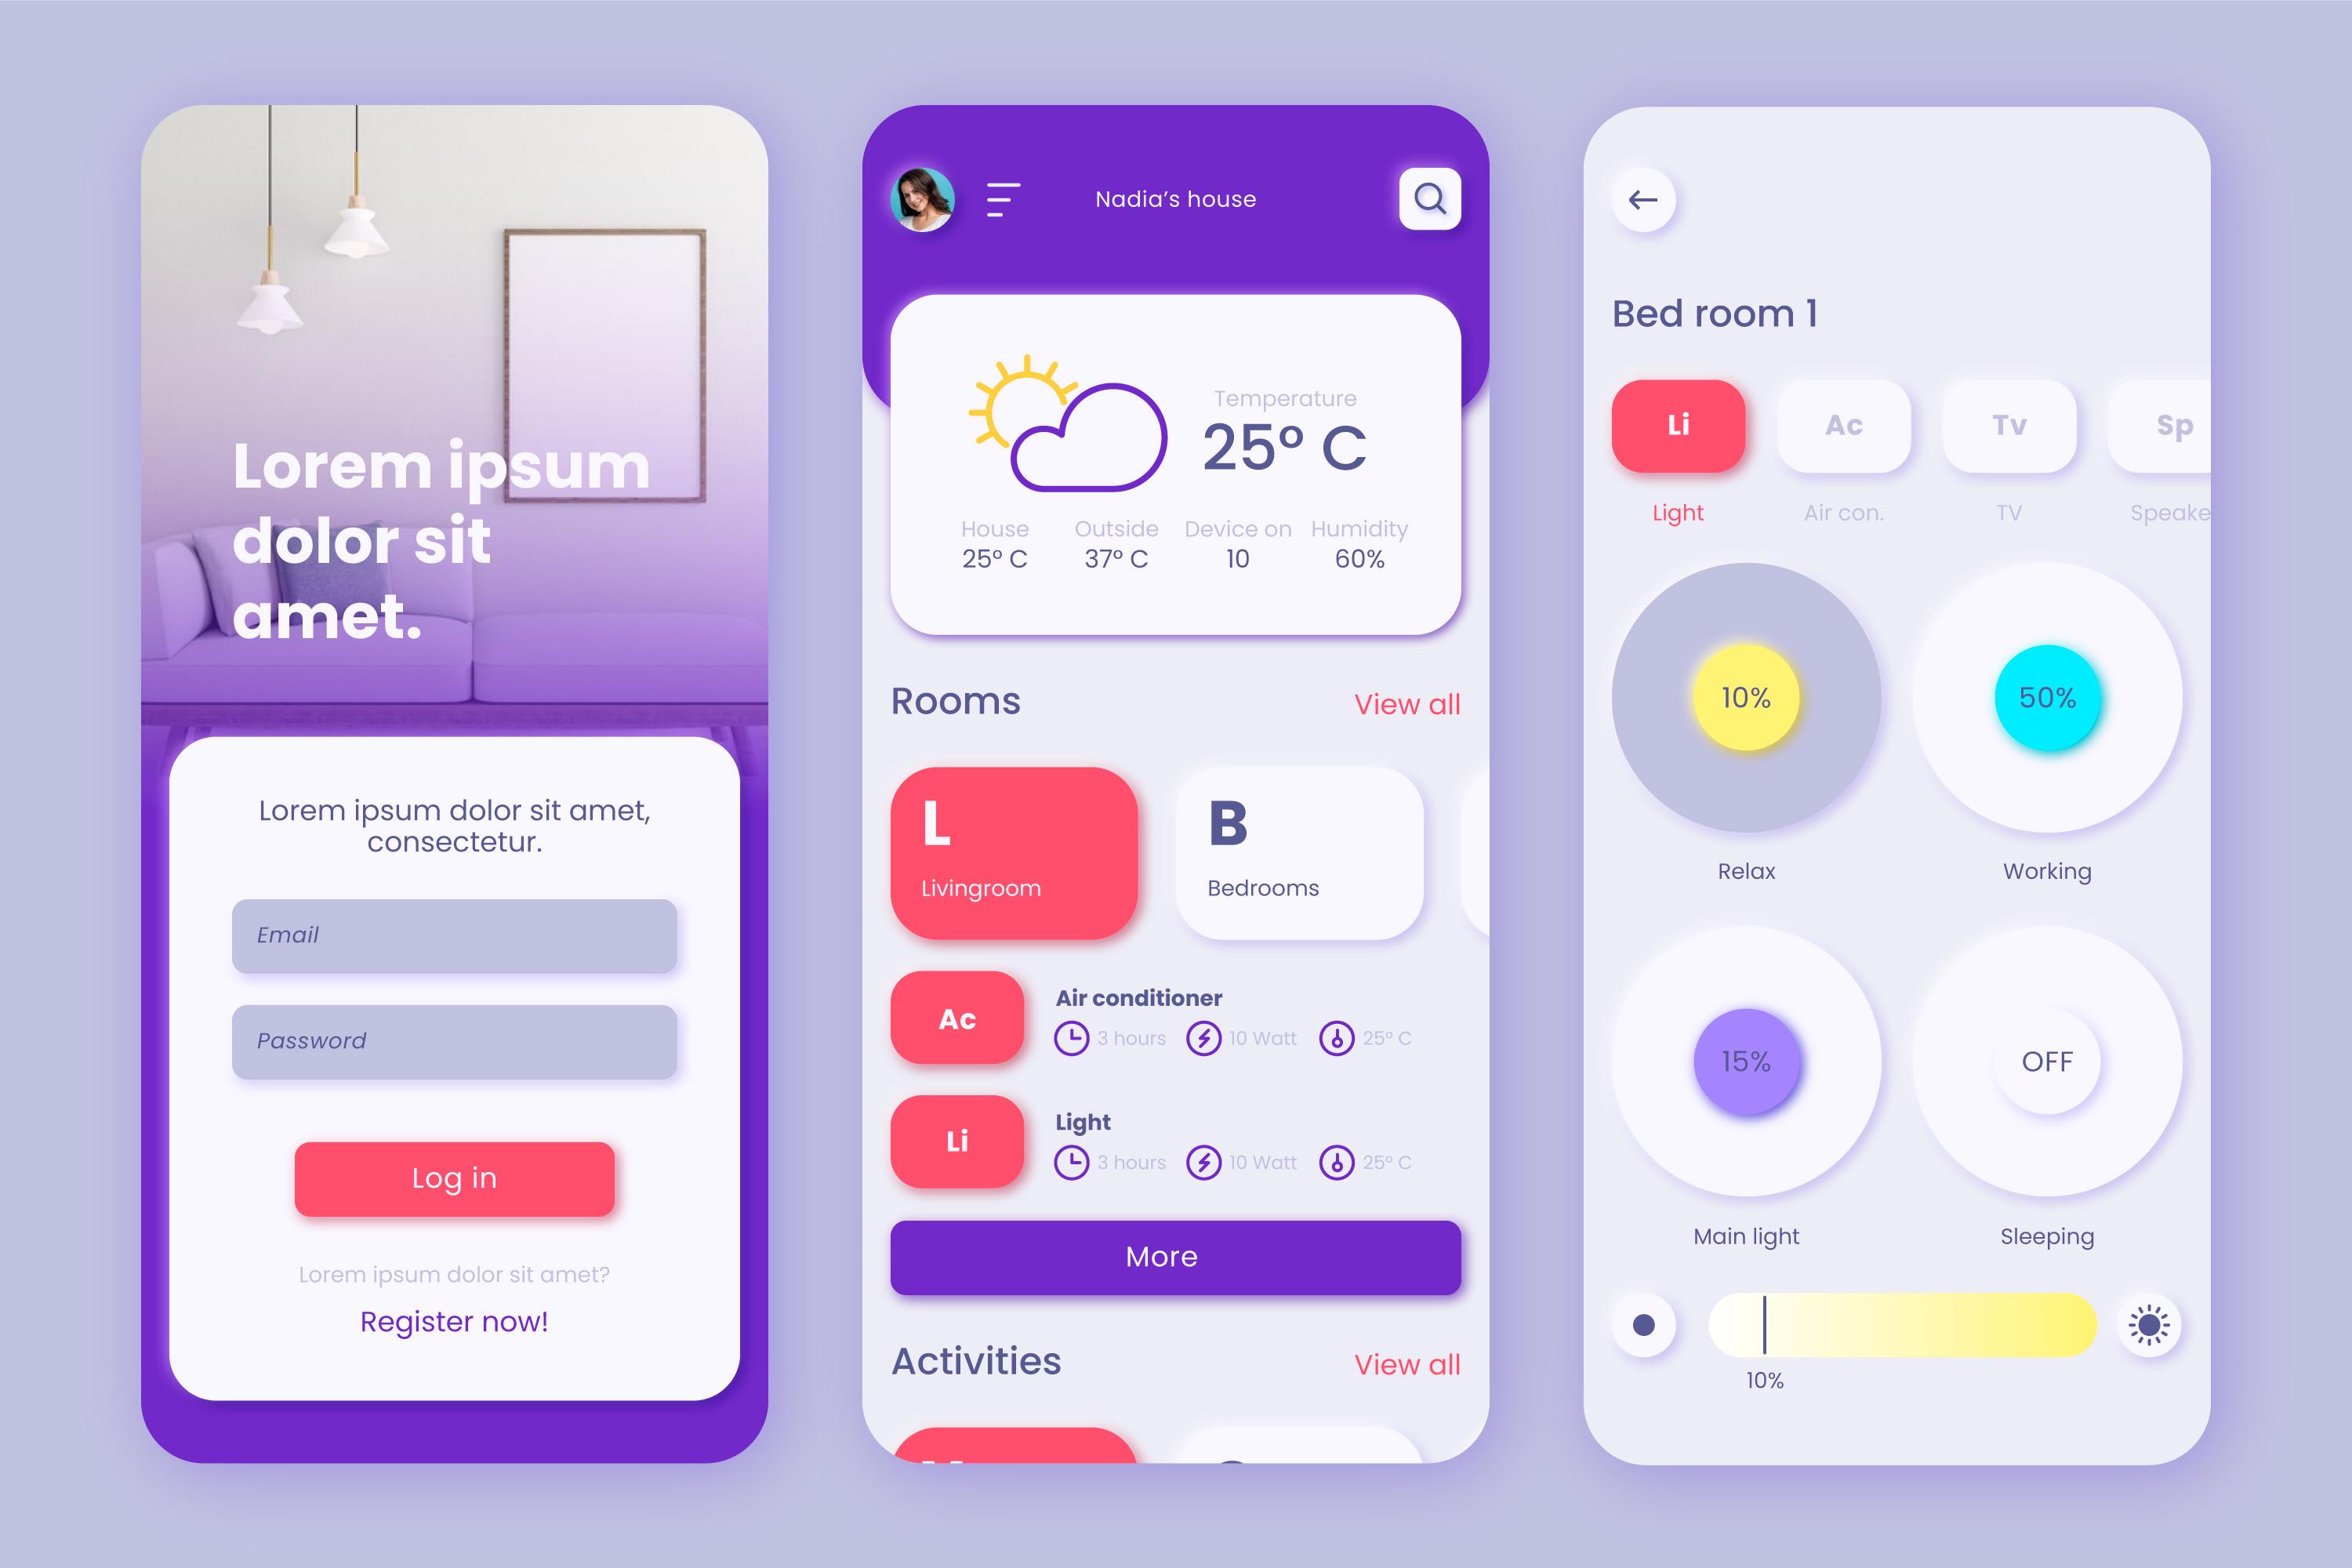 Lorem ipsum
dolor sit
amet.
Lorem ipsum dolor sit amet,
consectetur.
Email
Password
Log in
Lorem ipsum dolor sit amet?
Register now!
Nadia's house
Temperature
25° C
House Outside Device on Humidity
25° C 37° C 10 60%
Rooms View all
L B
Livingroom Bedrooms
Ac
Air conditioner
3 hours 10 Watt 25° C
Li
Light
3 hours 10 Watt 25° C
More
Activities View all
Bed room 1
Li Ac Tv Sp
Light Air con. TV Speake
10% 50%
Relax Working
15% OFF
Main light Sleeping
10%